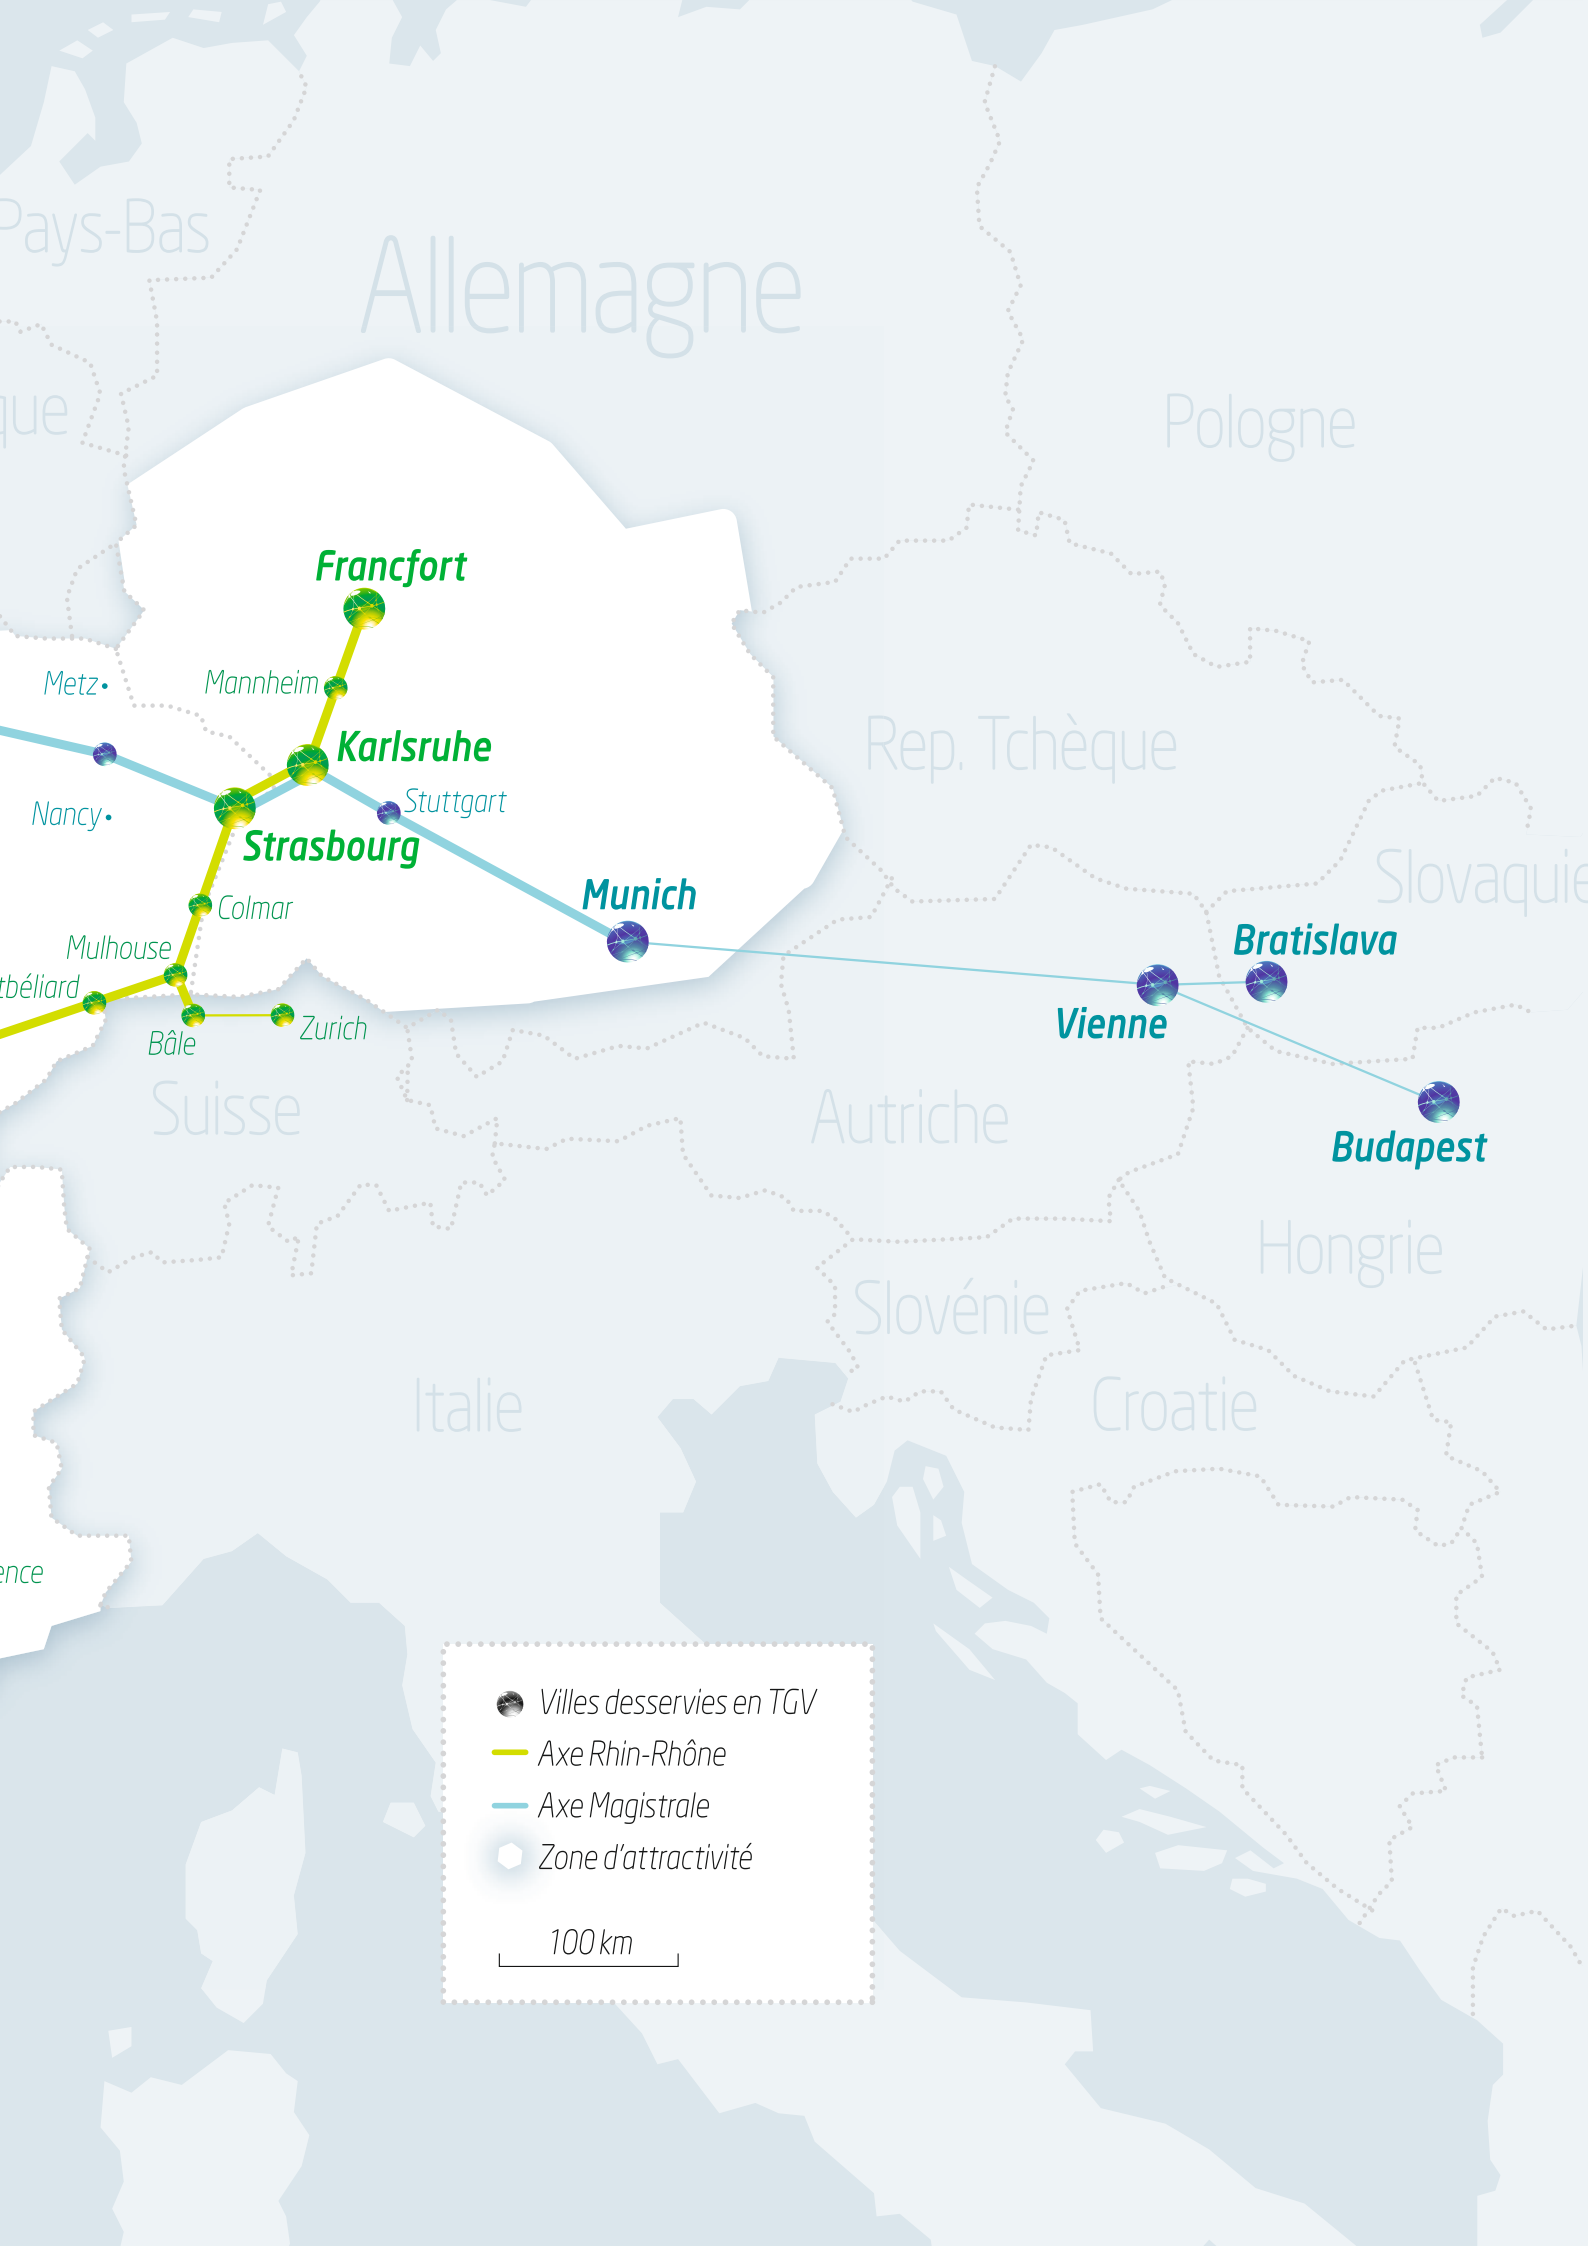 Pays-Bas
Allemagne
que
Pologne
Francfort
Metz
Mannheim
Karlsruhe
Rep. Tchèque
Nancy
Stuttgart
Strasbourg
Slovaquie
Munich
Colmar
Bratislava
Mulhouse
tbéliard
Bâle
Zurich
Vienne
Suisse
Autriche
Budapest
Hongrie
Slovénie
Italie
Croatie
ence
Villes desservies en TGV
Axe Rhin-Rhône
Axe Magistrale
Zone d'attractivité
100 km